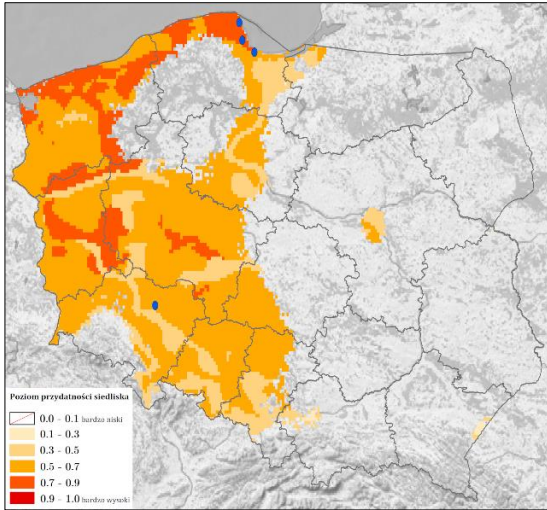 Poziom przydatności siedliska
0.0 - 0.1 bardzo niski
0.1 - 0.3
0.3 - 0.5
0.5 - 0.7
0.7 - 0.9
0.9 - 1.0 bardzo wysoki